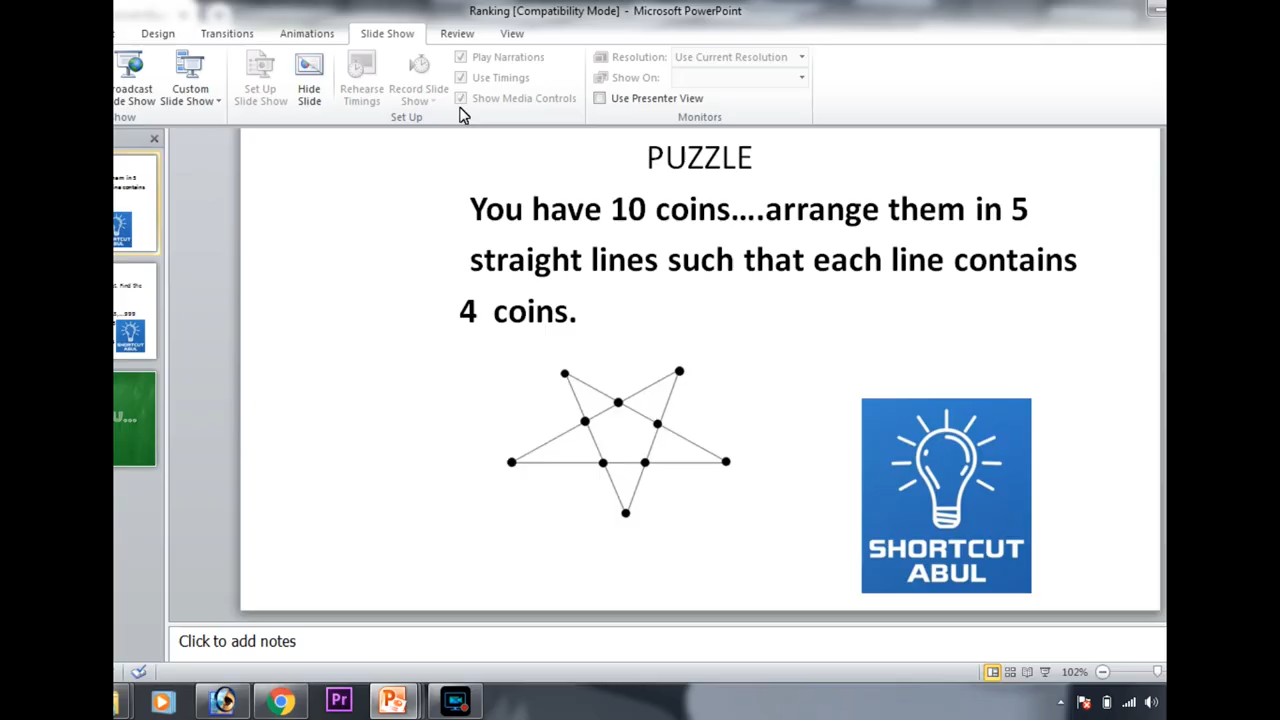 Ranking [Compatibility Mode] - Microsoft PowerPoint
Design Transitions Animations Slide Show Review View
roadcast
lide Show
Custom
Slide Show
Set Up
Slide Show
Hide
Slide
Rehearse
Timings
Record Slide
Show
Play Narrations
Use Timings
Show Media Controls
Resolution: Use Current Resolution
Show On:
Use Presenter View
how
Set Up
Monitors
PUZZLE
You have 10 coins....arrange them in 5
straight lines such that each line contains
4 coins.
SHORTCUT
ABUL
Click to add notes
102%
Pr